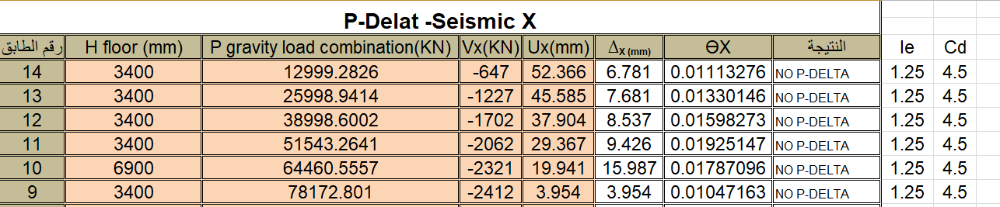 P-Delat -Seismic X
رقم الطابق H floor (mm) P gravity load combination(KN) Vx(KN) Ux(mm) Δx (mm) ӨX النتيجة Ie Cd
14 3400 12999.2826 -647 52.366 6.781 0.01113276 NO P-DELTA 1.25 4.5
13 3400 25998.9414 -1227 45.585 7.681 0.01330146 NO P-DELTA 1.25 4.5
12 3400 38998.6002 -1702 37.904 8.537 0.01598273 NO P-DELTA 1.25 4.5
11 3400 51543.2641 -2062 29.367 9.426 0.01925147 NO P-DELTA 1.25 4.5
10 6900 64460.5557 -2321 19.941 15.987 0.01787096 NO P-DELTA 1.25 4.5
9 3400 78172.801 -2412 3.954 3.954 0.01047163 NO P-DELTA 1.25 4.5